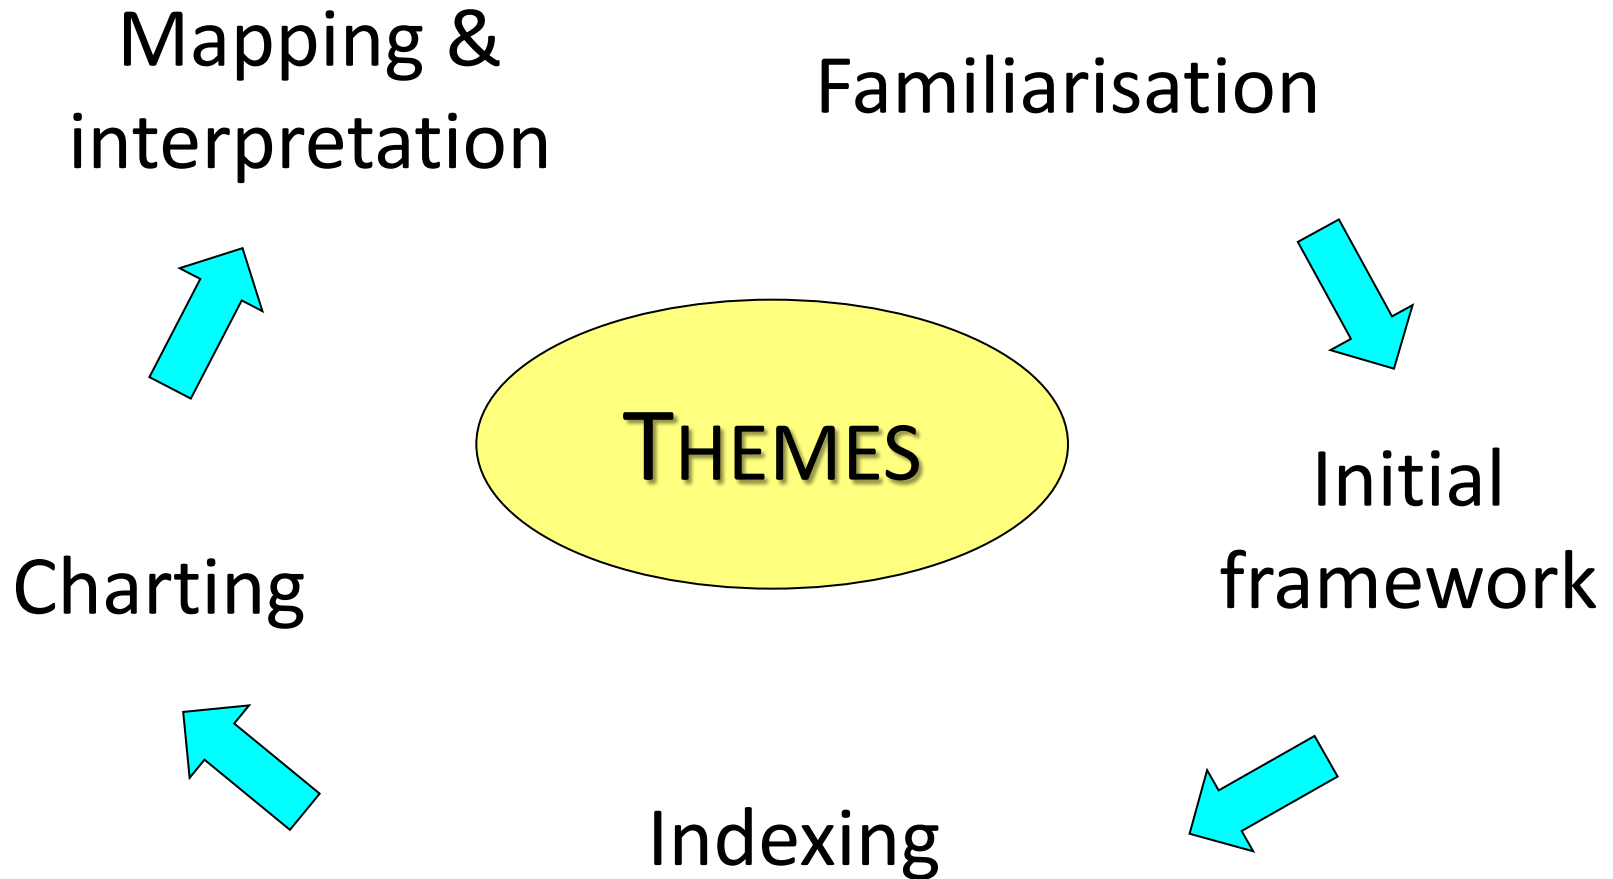 Mapping &
interpretation
Familiarisation
THEMES
Initial
framework
Charting
Indexing